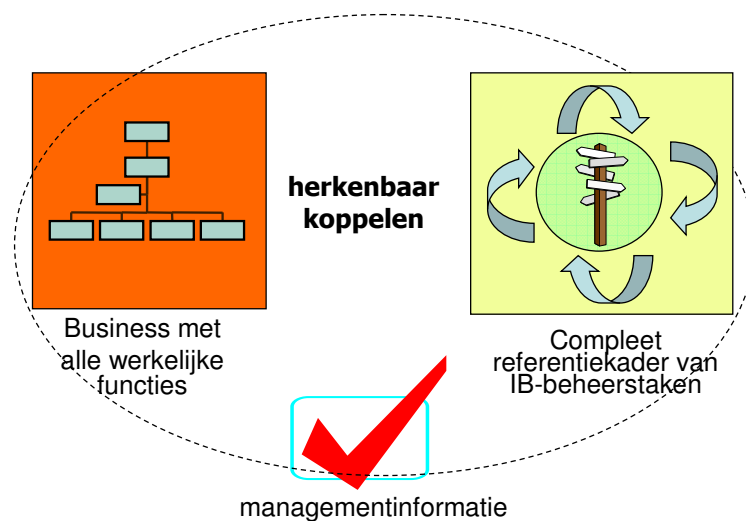 herkenbaar
koppelen
Business met
alle werkelijke
functies
Compleet
referentiekader van
IB-beheerstaken
managementinformatie